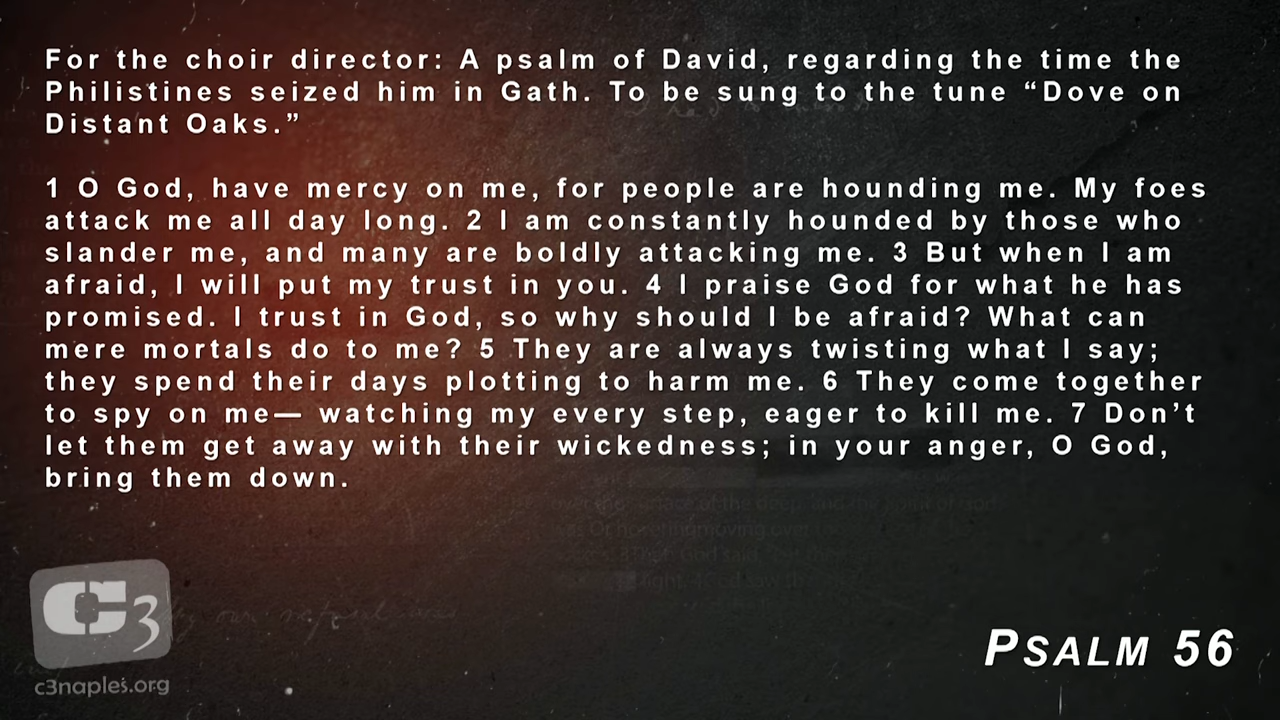 For the choir director: A psalm of David, regarding the time the
Philistines seized him in Gath. To be sung to the tune “Dove on
Distant Oaks.”
1 O God, have mercy on me, for people are hounding me. My foes
attack me all day long. 2 I am constantly hounded by those who
slander me, and many are boldly attacking me. 3 But when I am
afraid, I will put my trust in you. 4 I praise God for what he has
promised. I trust in God, so why should I be afraid? What can
mere mortals do to me? 5 They are always twisting what I say;
they spend their days plotting to harm me. 6 They come together
to spy on me— watching my every step, eager to kill me. 7 Don’t
let them get away with their wickedness; in your anger, O God,
bring them down.
C3
c3naples.org
PSALM 56